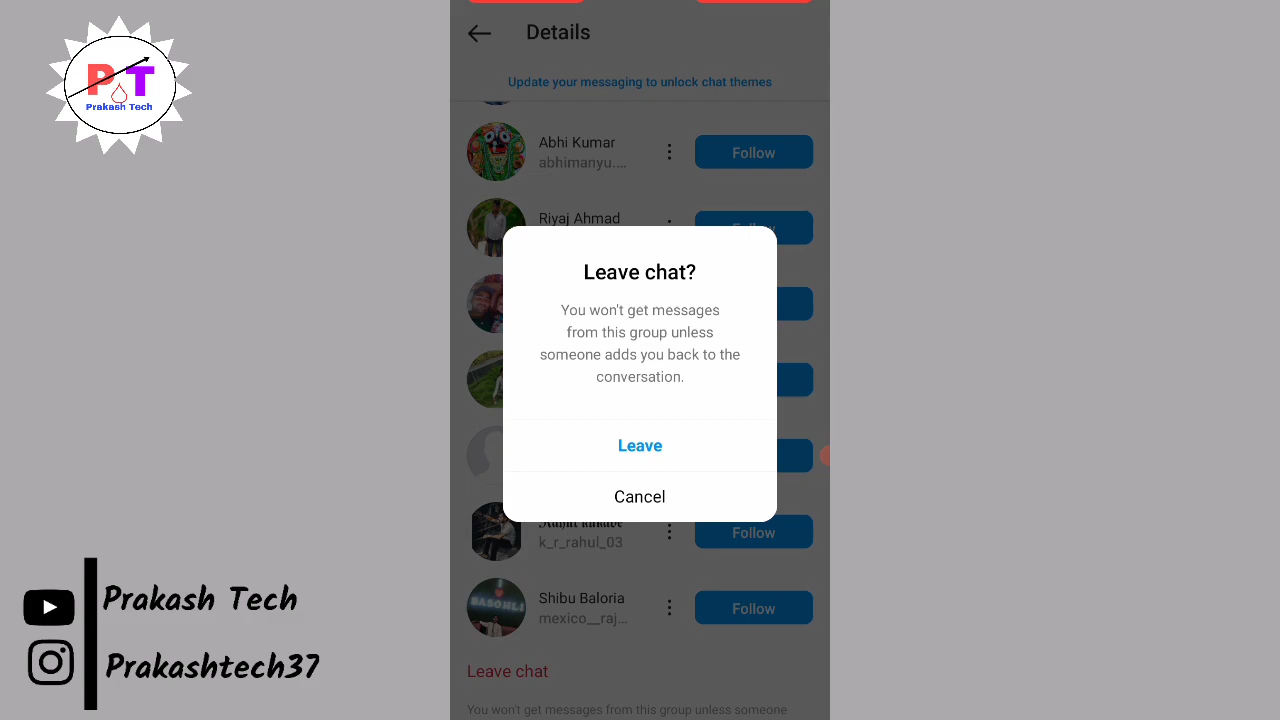 P T
Prakash Tech
Details
Update your messaging to unlock chat themes
Abhi Kumar
abhimanyu....
Follow
Riyaj Ahmad
Leave chat?
You won't get messages
from this group unless
someone adds you back to the
conversation.
Leave
Cancel
k_r_rahul_03
Follow
Shibu Baloria
mexico__raj...
Follow
BASOHLI
Leave chat
You won't get messages from this group unless someone
Prakash Tech
Prakashtech37